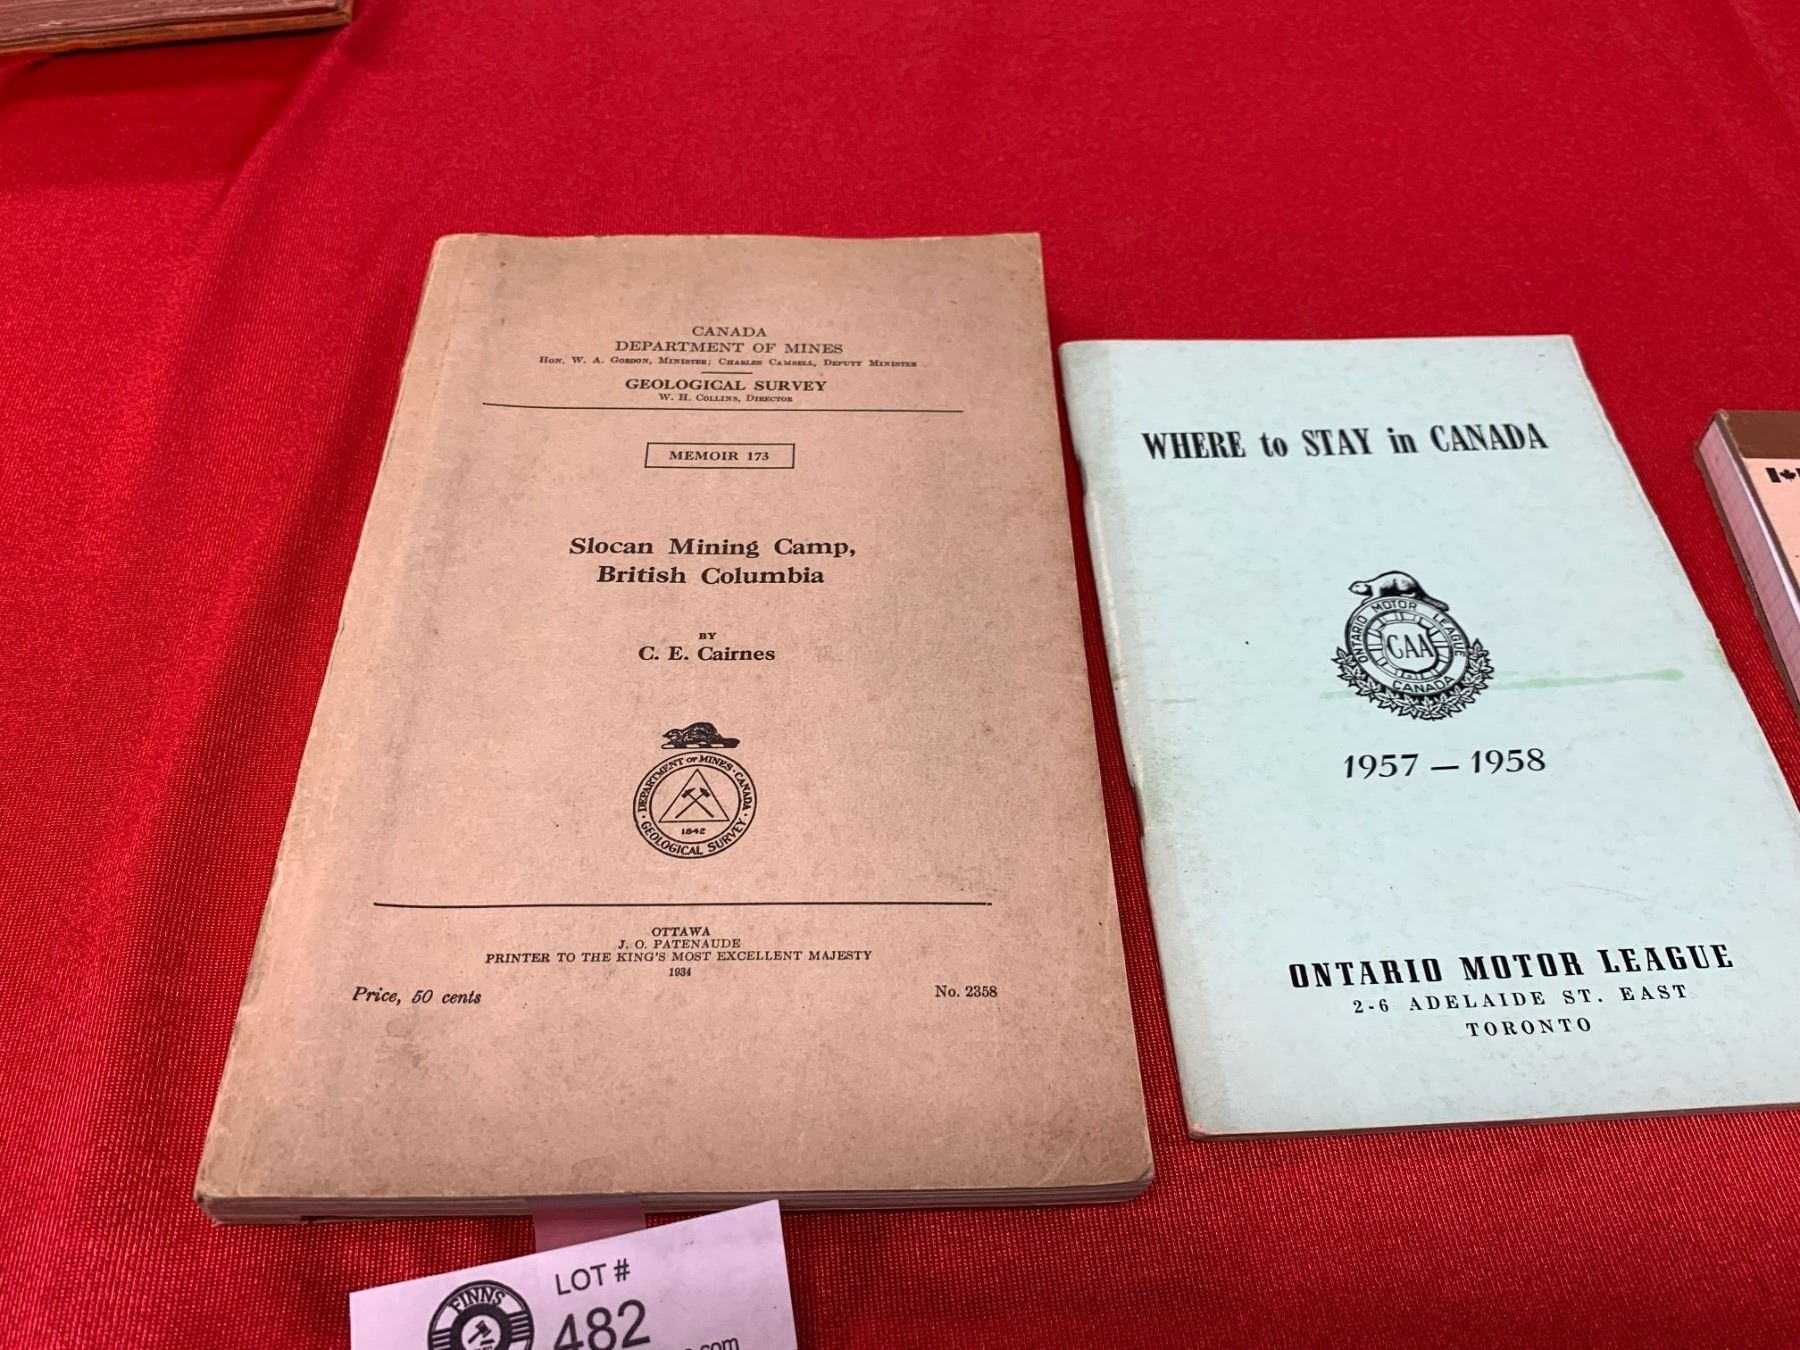 CANADA
DEPARTMENT OF MINES
HON. W. A. GORDON, MINISTER; CHARLES CAMSELL, DEPUTY MINISTER
GEOLOGICAL SURVEY
W. H. COLLINS, DIRECTOR
MEMOIR 173
Slocan Mining Camp,
British Columbia
BY
C. E. Cairnes
DEPARTMENT OF MINES · CANADA
1842
GEOLOGICAL SURVEY
OTTAWA
J. O. PATENAUDE
PRINTER TO THE KING'S MOST EXCELLENT MAJESTY
1934
Price, 50 cents No. 2358
WHERE to STAY in CANADA
ONTARIO MOTOR LEAGUE
CAA
CANADA
1957 — 1958
ONTARIO MOTOR LEAGUE
2-6 ADELAIDE ST. EAST
TORONTO
FINNS
LOT #
482
.com